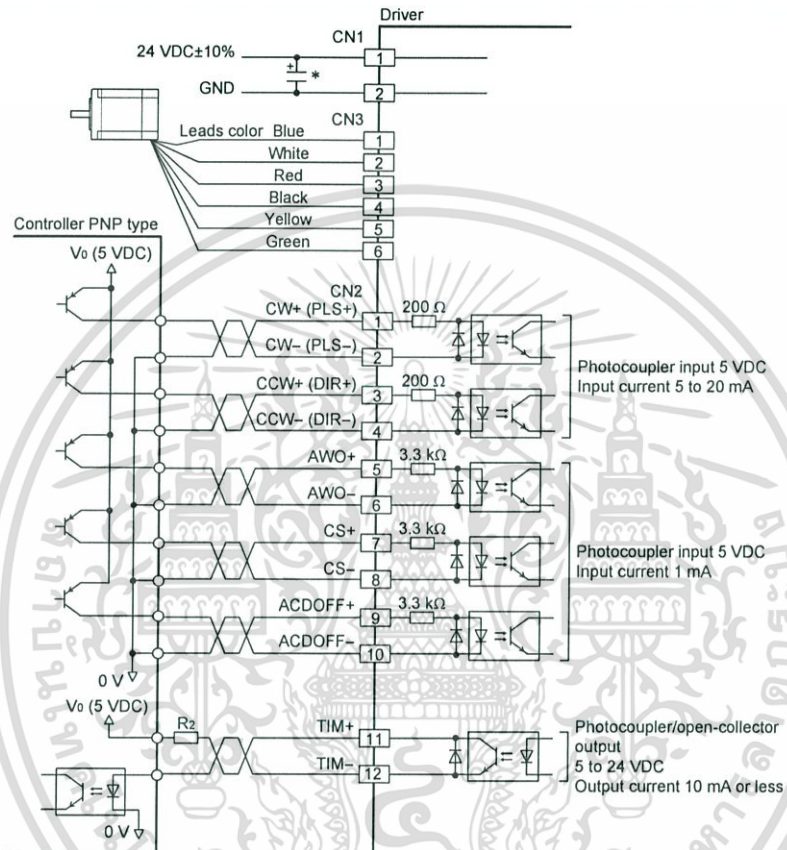 Driver
CN1
24 VDC±10%
1
+
*
GND
2
CN3
Leads color Blue
1
White
2
Red
3
Black
4
Yellow
5
Green
6
Controller PNP type
V0 (5 VDC)
CN2
CW+ (PLS+)
1
200 Ω
CW– (PLS–)
2
Photocoupler input 5 VDC
Input current 5 to 20 mA
CCW+ (DIR+)
3
200 Ω
CCW– (DIR–)
4
AWO+
5
3.3 kΩ
AWO–
6
CS+
7
3.3 kΩ
CS–
8
Photocoupler input 5 VDC
Input current 1 mA
ACDOFF+
9
3.3 kΩ
ACDOFF–
10
0 V
V0 (5 VDC)
R2
TIM+
11
TIM–
12
Photocoupler/open-collector
output
5 to 24 VDC
Output current 10 mA or less
0 V